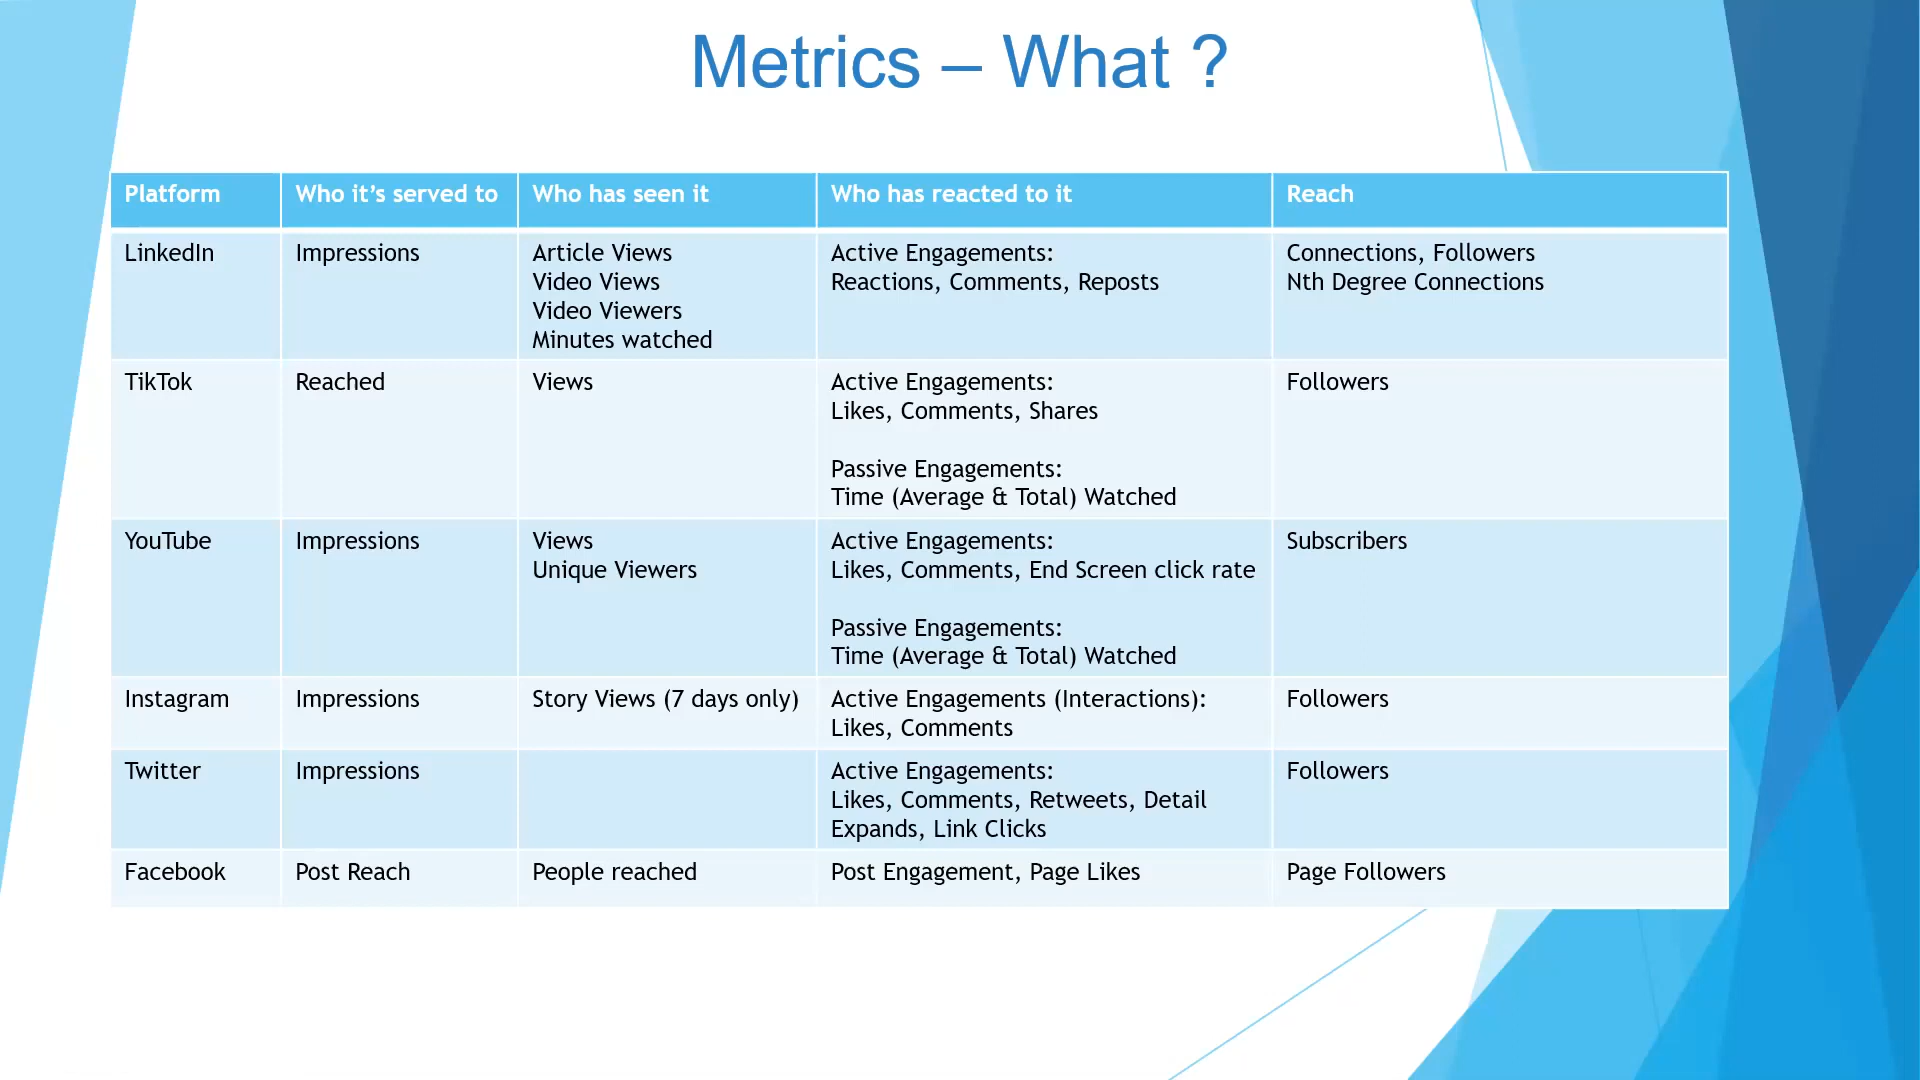 Metrics – What ?
Platform Who it’s served to Who has seen it Who has reacted to it Reach
LinkedIn Impressions Article Views Active Engagements: Connections, Followers
Video Views Reactions, Comments, Reposts Nth Degree Connections
Video Viewers
Minutes watched
TikTok Reached Views Active Engagements: Followers
Likes, Comments, Shares
Passive Engagements:
Time (Average & Total) Watched
YouTube Impressions Views Active Engagements: Subscribers
Unique Viewers Likes, Comments, End Screen click rate
Passive Engagements:
Time (Average & Total) Watched
Instagram Impressions Story Views (7 days only) Active Engagements (Interactions): Followers
Likes, Comments
Twitter Impressions Active Engagements: Followers
Likes, Comments, Retweets, Detail
Expands, Link Clicks
Facebook Post Reach People reached Post Engagement, Page Likes Page Followers